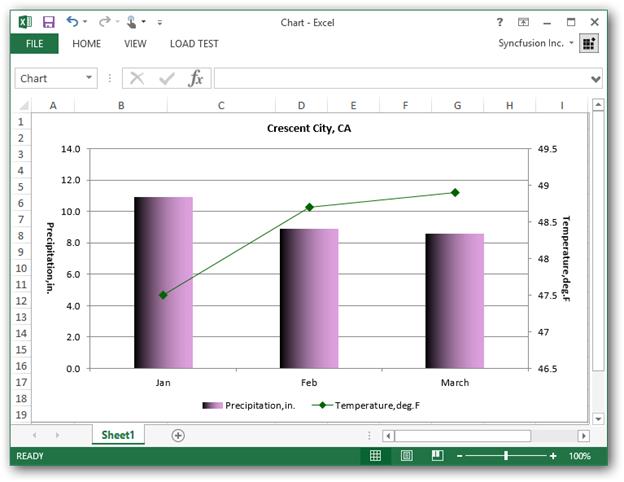 Chart - Excel
?
FILE HOME VIEW LOAD TEST
Syncfusion Inc.
Chart
fx
A B C D E F G H I
1
2
3
4
5
6
7
8
9
10
11
12
13
14
15
16
17
18
19
Crescent City, CA
14.0
12.0
10.0
8.0
6.0
4.0
2.0
0.0
Precipitation,in.
49.5
49
48.5
48
47.5
47
46.5
Temperature,deg.F
Jan Feb March
Precipitation,in. Temperature,deg.F
Sheet1
READY
100%